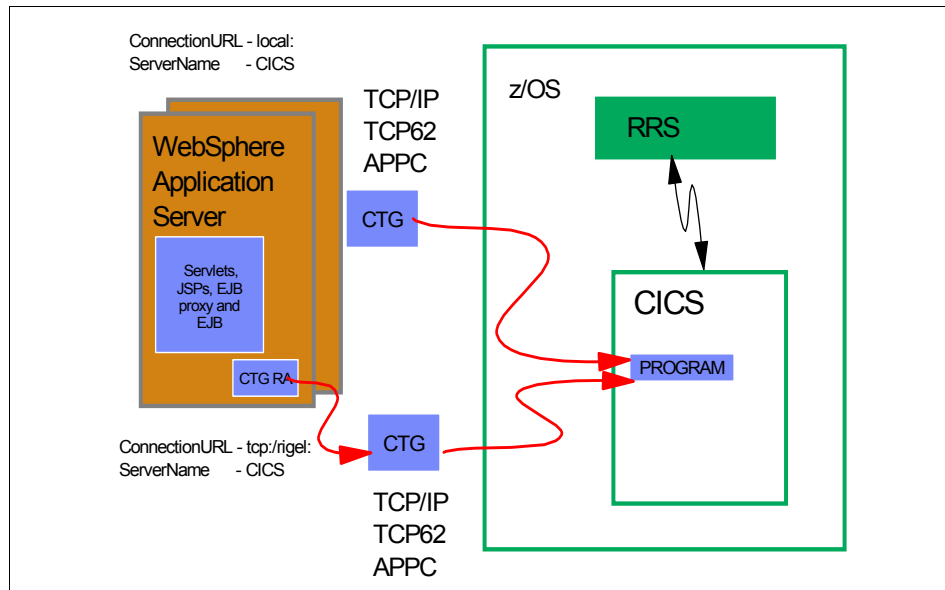 ConnectionURL - local:
ServerName - CICS
WebSphere
Application
Server
Servlets,
JSPs, EJB
proxy and
EJB
CTG RA
TCP/IP
TCP62
APPC
CTG
z/OS
RRS
CICS
PROGRAM
ConnectionURL - tcp:/rigel:
ServerName - CICS
CTG
TCP/IP
TCP62
APPC